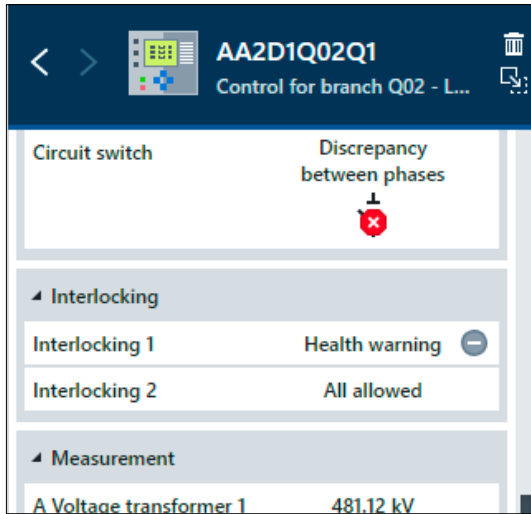 AA2D1Q02Q1
Control for branch Q02 - L...
Circuit switch
Discrepancy
between phases
Interlocking
Interlocking 1 Health warning
Interlocking 2 All allowed
Measurement
A Voltage transformer 1 481,12 kV